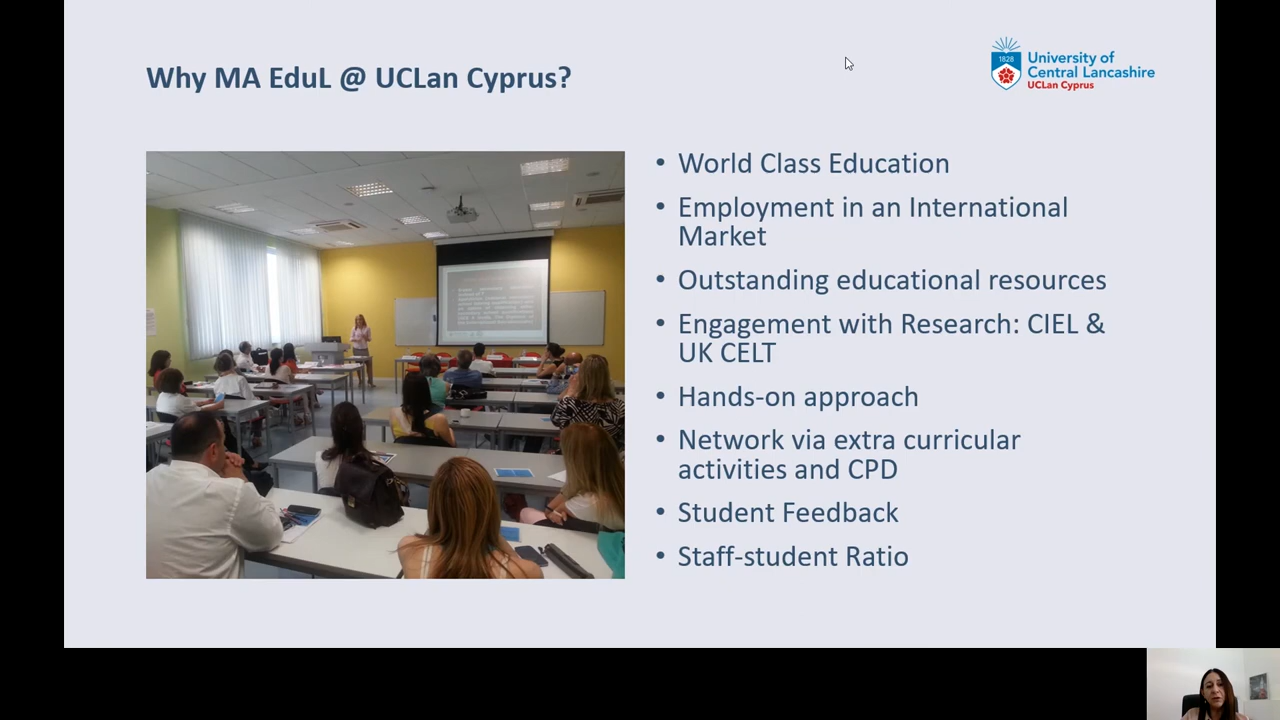 Why MA EduL @ UCLan Cyprus?
1828
University of
Central Lancashire
UCLan Cyprus
• World Class Education
• Employment in an International
Market
• Outstanding educational resources
• Engagement with Research: CIEL &
UK CELT
• Hands-on approach
• Network via extra curricular
activities and CPD
• Student Feedback
• Staff-student Ratio